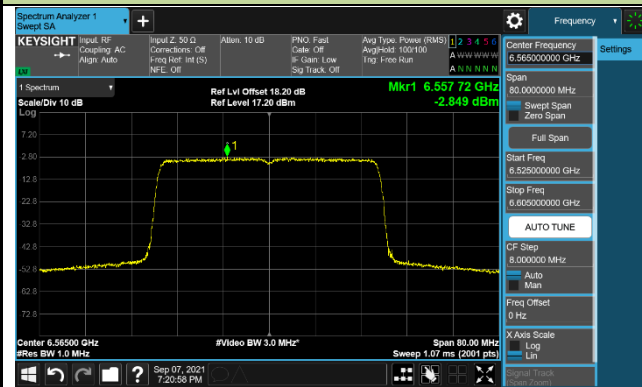 Spectrum Analyzer 1
Swept SA
Frequency
KEYSIGHT
Input: RF
Coupling: AC
Align: Auto
Input Z: 50 Ω
Corrections: Off
Freq Ref: Int (S)
NFE: Off
Atten: 10 dB
PNO: Fast
Gate: Off
IF Gain: Low
Sig Track: Off
Avg Type: Power (RMS)
Avg|Hold: 100/100
Trig: Free Run
1 2 3 4 5 6
A W W W W W
A N N N N N
LXI
1 Spectrum
Scale/Div 10 dB
Log
Ref Lvl Offset 18.20 dB
Ref Level 17.20 dBm
Mkr1 6.557 72 GHz
-2.849 dBm
7.20
-2.80
-12.8
-22.8
-32.8
-42.8
-52.8
-62.8
-72.8
1
Center 6.56500 GHz
#Res BW 1.0 MHz
#Video BW 3.0 MHz*
Span 80.00 MHz
Sweep 1.07 ms (2001 pts)
Center Frequency
6.565000000 GHz
Settings
Span
80.0000000 MHz
Swept Span
Zero Span
Full Span
Start Freq
6.525000000 GHz
Stop Freq
6.605000000 GHz
AUTO TUNE
CF Step
8.000000 MHz
Auto
Man
Freq Offset
0 Hz
X Axis Scale
Log
Lin
Signal Track
(Span Zoom)
?
Sep 07, 2021
7:20:58 PM